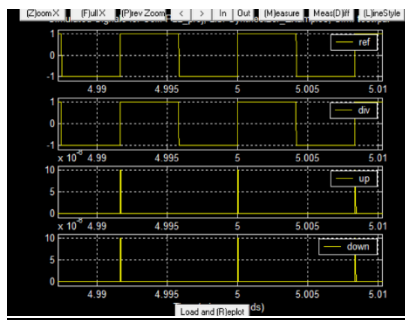 (Z)oom X (F)ull X (P)rev Zoom < > In Out (M)easure Meas(D)iff (L)ineStyle
1
0
-1
ref
4.99 4.995 5 5.005 5.01
1
0
-1
div
x 10 4.99 4.995 5 5.005 5.01
10
5
0
up
x 10 4.99 4.995 5 5.005 5.01
10
5
0
down
4.99 4.995 5 5.005 5.01
Load and (R)eplot